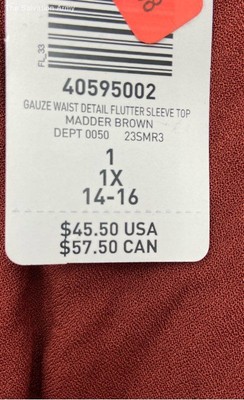 FL_33
40595002
GAUZE WAIST DETAIL FLUTTER SLEEVE TOP
MADDER BROWN
DEPT 0050 23SMR3
1
1X
14-16
$45.50 USA
$57.50 CAN